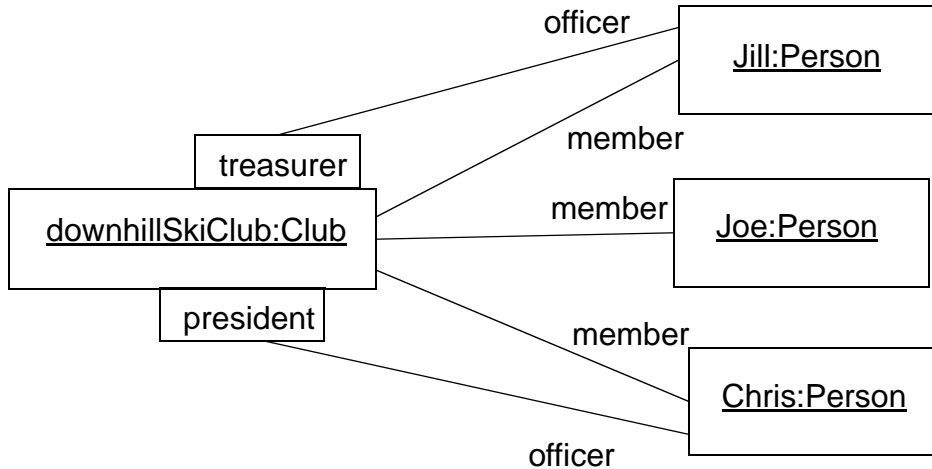 officer
Jill:Person
member
treasurer
member
Joe:Person
downhillSkiClub:Club
president
member
Chris:Person
officer